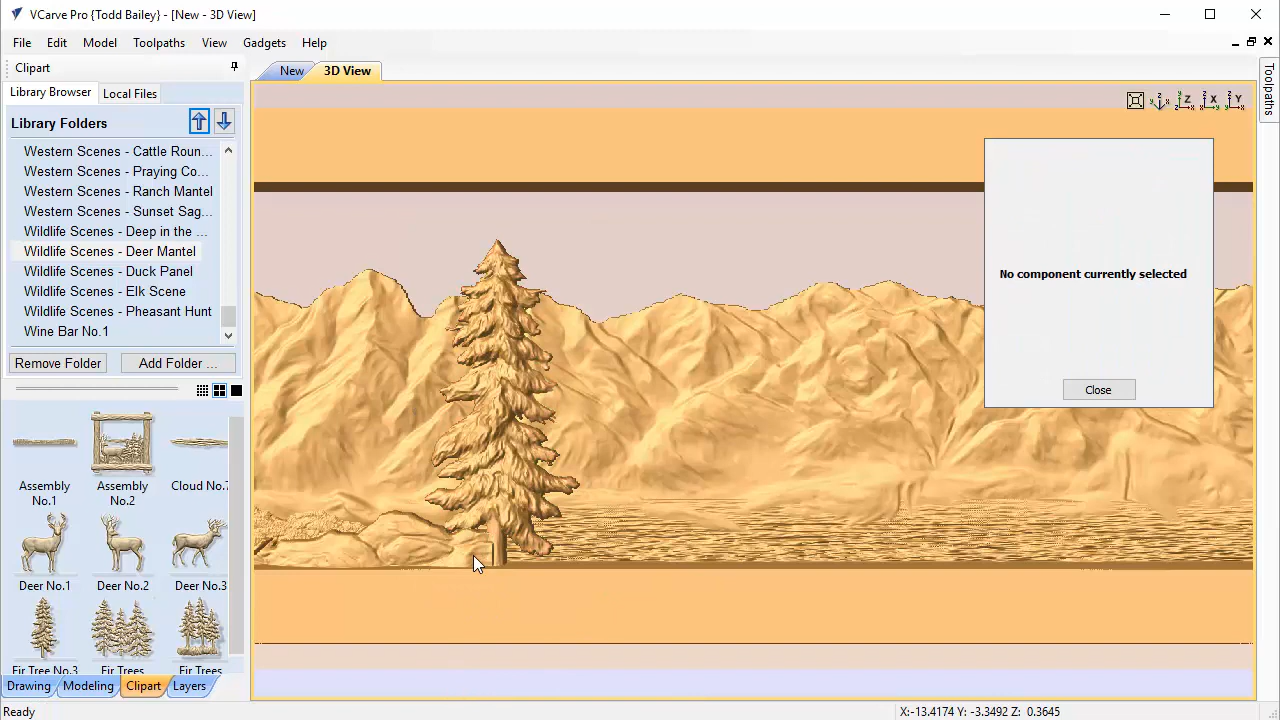 VCarve Pro {Todd Bailey} - [New - 3D View]
File Edit Model Toolpaths View Gadgets Help
Clipart
Library Browser Local Files
Library Folders
Western Scenes - Cattle Roun...
Western Scenes - Praying Co...
Western Scenes - Ranch Mantel
Western Scenes - Sunset Sag...
Wildlife Scenes - Deep in the ...
Wildlife Scenes - Deer Mantel
Wildlife Scenes - Duck Panel
Wildlife Scenes - Elk Scene
Wildlife Scenes - Pheasant Hunt
Wine Bar No.1
Remove Folder Add Folder ...
Assembly No.1
Assembly No.2
Cloud No.7
Deer No.1 Deer No.2 Deer No.3
Fir Tree No.3 Fir Trees Fir Trees
Drawing Modeling Clipart Layers
Ready
New 3D View
Z X Y
No component currently selected
Close
Toolpaths
X:-13.4174 Y: -3.3492 Z: 0.3645